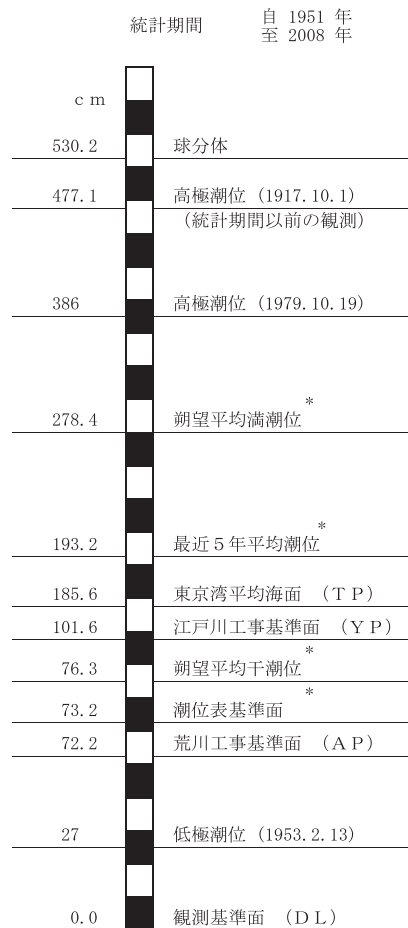 統計期間 自 1951 年
至 2008 年
cm
530.2 球分体
477.1 高極潮位 (1917.10.1)
(統計期間以前の観測)
386 高極潮位 (1979.10.19)
278.4 朔望平均満潮位*
193.2 最近5年平均潮位*
185.6 東京湾平均海面 (TP)
101.6 江戸川工事基準面 (YP)
76.3 朔望平均干潮位*
73.2 潮位表基準面*
72.2 荒川工事基準面 (AP)
27 低極潮位 (1953.2.13)
0.0 観測基準面 (DL)